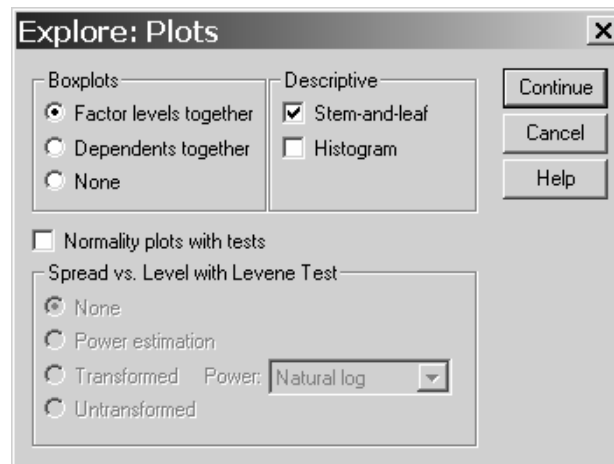 Explore: Plots
Boxplots
Factor levels together
Dependents together
None
Descriptive
Stem-and-leaf
Histogram
Continue
Cancel
Help
Normality plots with tests
Spread vs. Level with Levene Test
None
Power estimation
Transformed Power: Natural log
Untransformed